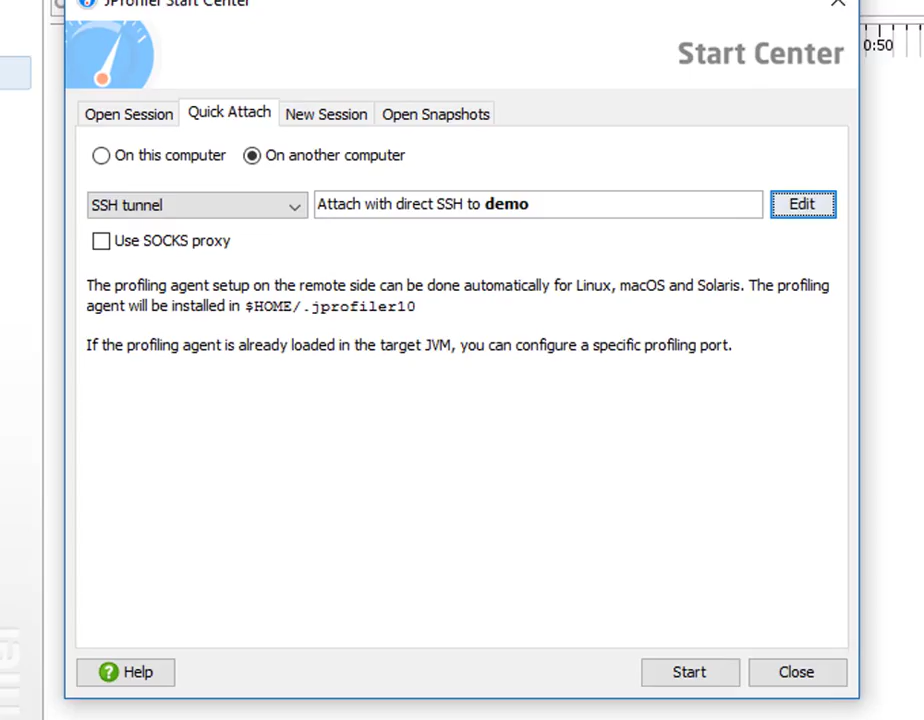 JProfiler Start Center
0:50
Start Center
Open Session
Quick Attach
New Session
Open Snapshots
On this computer
On another computer
SSH tunnel
Attach with direct SSH to demo
Edit
Use SOCKS proxy
The profiling agent setup on the remote side can be done automatically for Linux, macOS and Solaris. The profiling
agent will be installed in $HOME/.jprofiler10
If the profiling agent is already loaded in the target JVM, you can configure a specific profiling port.
Help
Start
Close